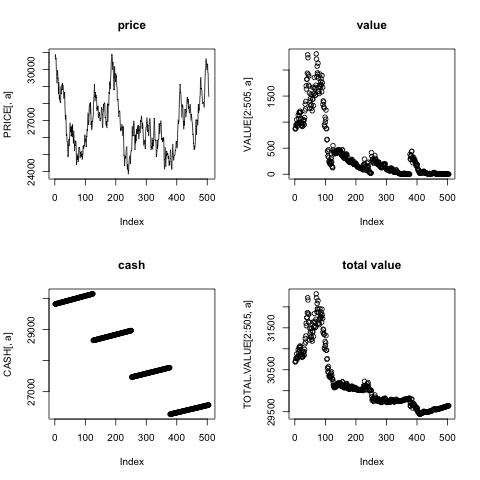 price
PRICE[, a]
24000 27000 30000
0 100 200 300 400 500
Index
value
VALUE[2:505, a]
0 500 1500
0 100 200 300 400 500
Index
cash
CASH[, a]
27000 29000
0 100 200 300 400 500
Index
total value
TOTAL.VALUE[2:505, a]
29500 30500 31500
0 100 200 300 400 500
Index